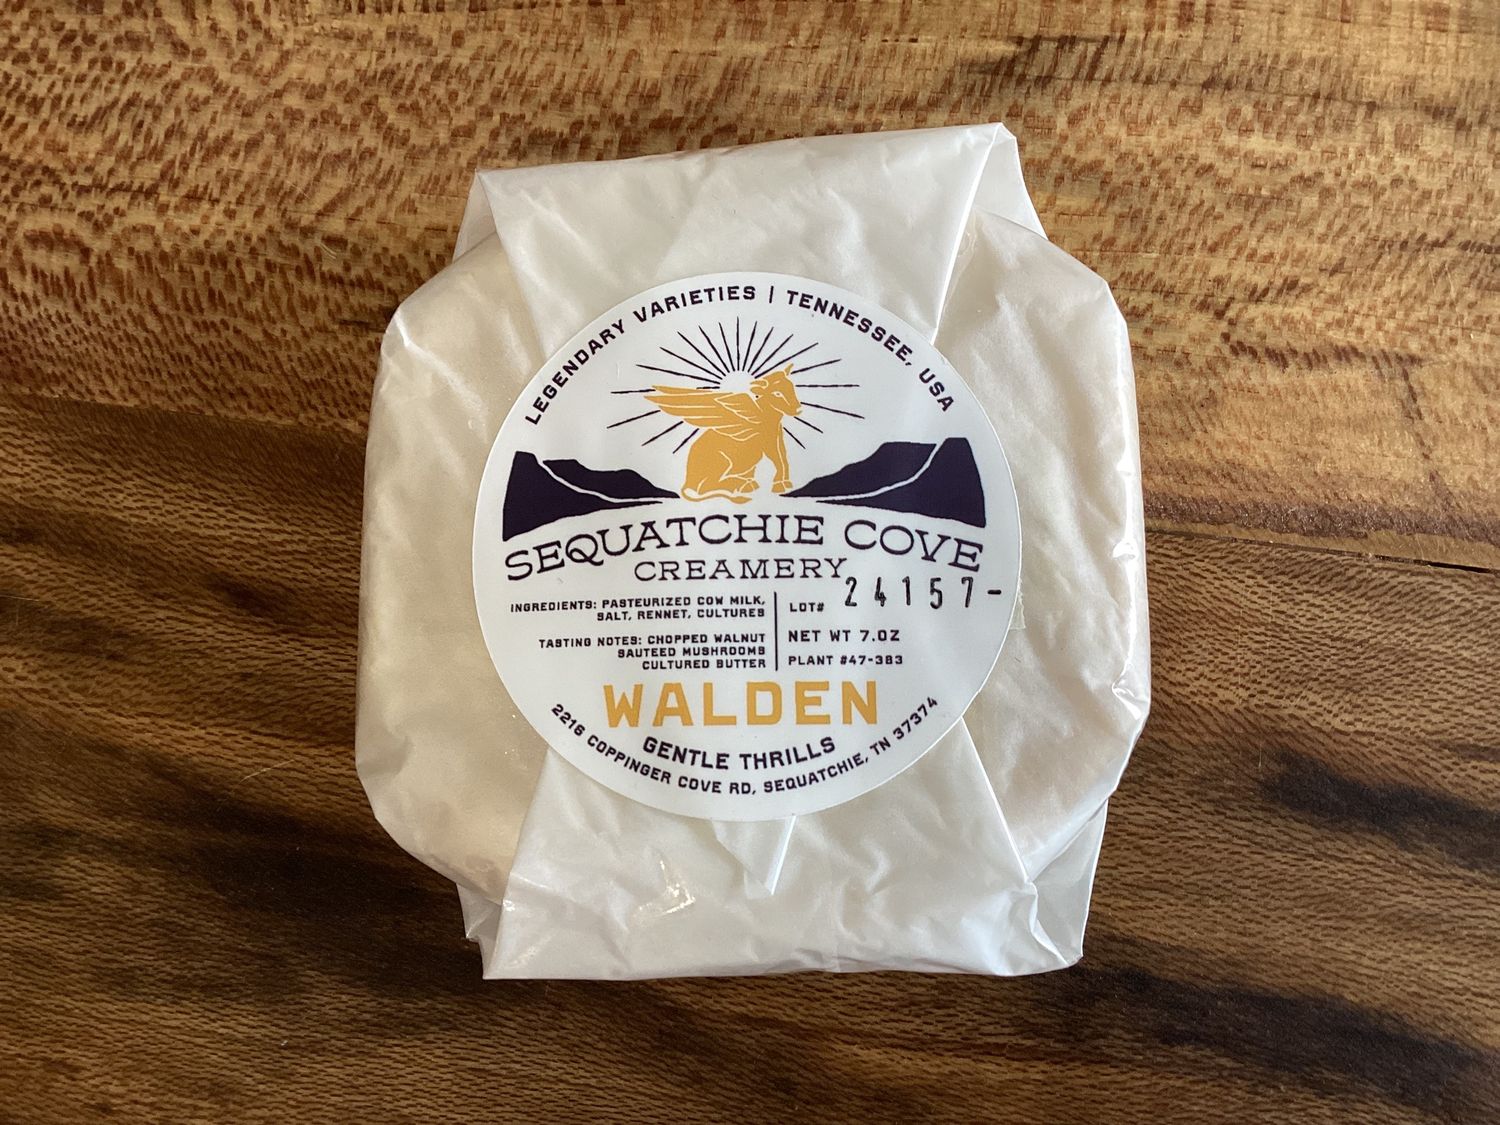 LEGENDARY VARIETIES | TENNESSEE, USA
SEQUATCHIE COVE
CREAMERY
INGREDIENTS: PASTEURIZED COW MILK,
SALT, RENNET, CULTURES
TASTING NOTES: CHOPPED WALNUT
SAUTEED MUSHROOMS
CULTURED BUTTER
LOT# 24157-
NET WT 7.0Z
PLANT #47-383
WALDEN
GENTLE THRILLS
2216 COPPINGER COVE RD, SEQUATCHIE, TN 37374